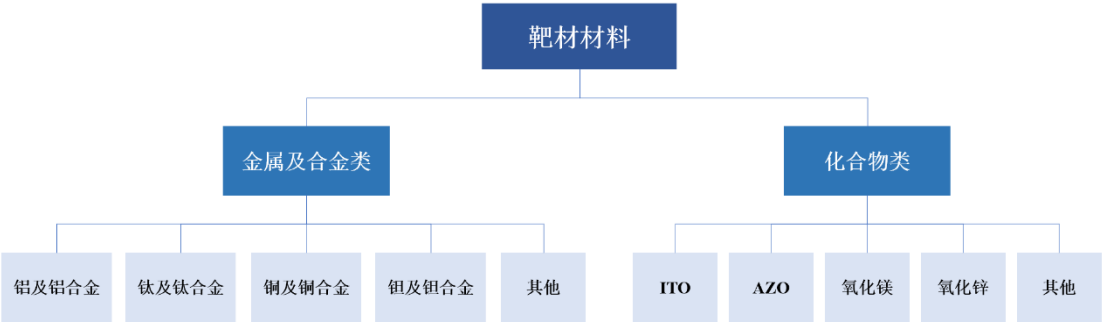 靶材材料
金属及合金类
化合物类
铝及铝合金
钛及钛合金
铜及铜合金
钽及钽合金
其他
ITO
AZO
氧化镁
氧化锌
其他